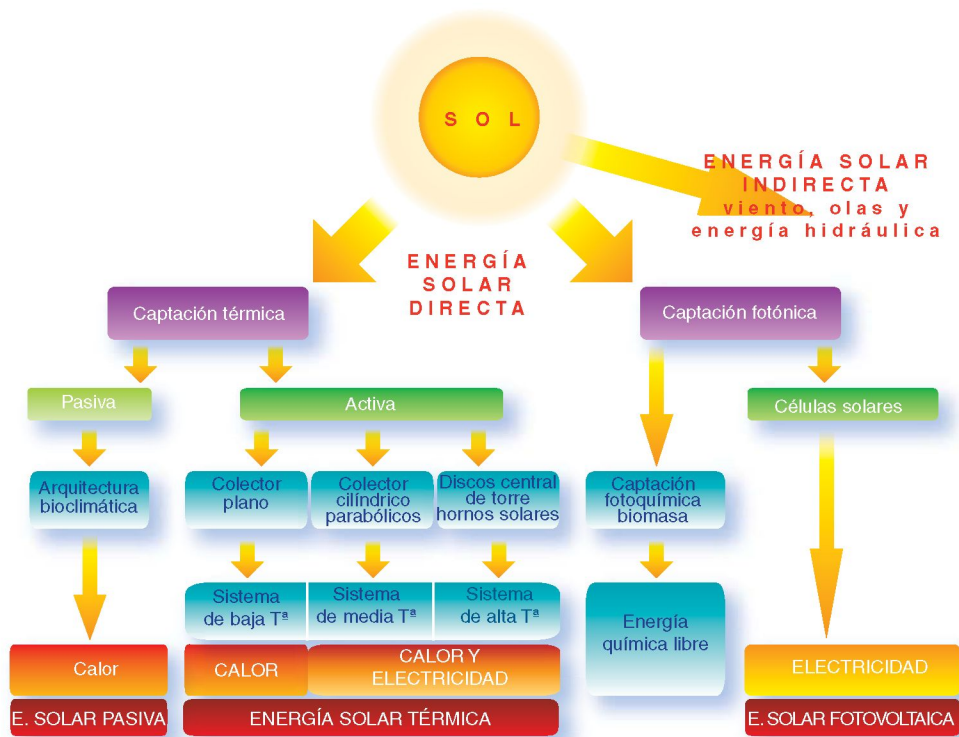 SOL
ENERGÍA SOLAR
INDIRECTA
viento, olas y
energía hidráulica
ENERGÍA
SOLAR
DIRECTA
Captación térmica
Captación fotónica
Pasiva
Activa
Células solares
Arquitectura
bioclimática
Colector
plano
Colector
cilíndrico
parabólicos
Discos central
de torre
hornos solares
Captación
fotoquímica
biomasa
Sistema
de baja Tª
Sistema
de media Tª
Sistema
de alta Tª
Energía
química libre
Calor
CALOR
CALOR Y
ELECTRICIDAD
ELECTRICIDAD
E. SOLAR PASIVA
ENERGÍA SOLAR TÉRMICA
E. SOLAR FOTOVOLTAICA